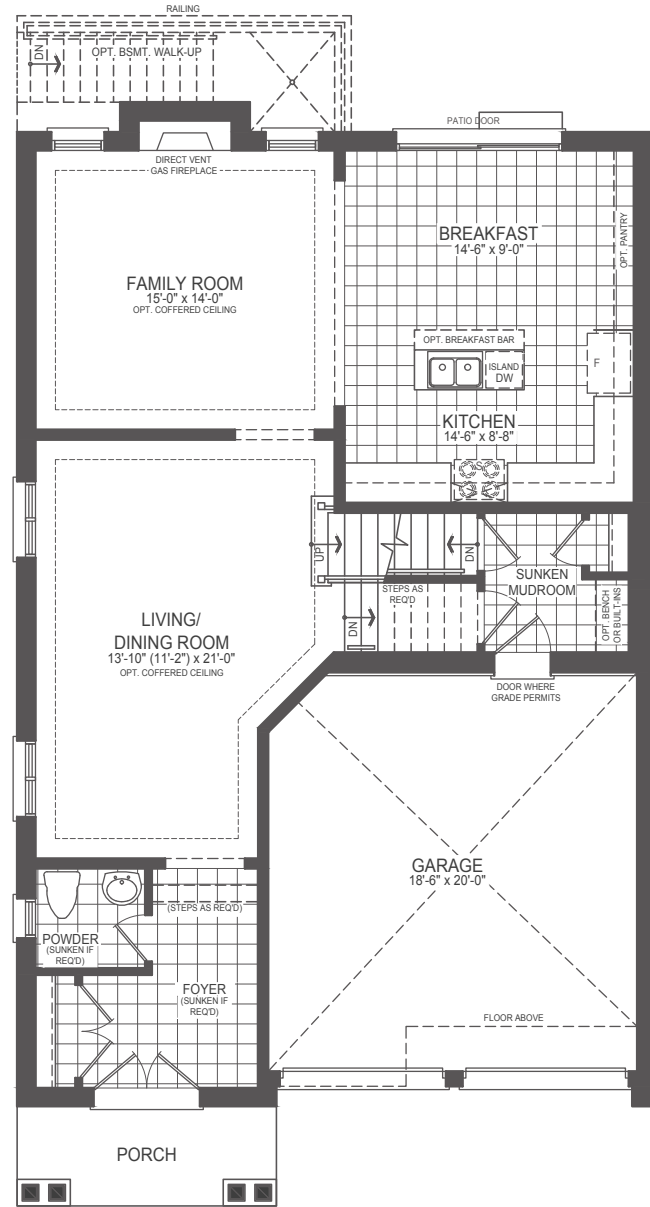 RAILING
DN
OPT. BSMT. WALK-UP
PATIO DOOR
DIRECT VENT
GAS FIREPLACE
FAMILY ROOM
15'-0" x 14'-0"
OPT. COFFERED CEILING
BREAKFAST
14'-6" x 9'-0"
OPT. PANTRY
OPT. BREAKFAST BAR
ISLAND
DW
F
KITCHEN
14'-6" x 8'-8"
S
UP
DN
SUNKEN
MUDROOM
STEPS AS
REQ'D
DN
OPT. BENCH
OR BUILT-INS
LIVING/
DINING ROOM
13'-10" (11'-2") x 21'-0"
OPT. COFFERED CEILING
DOOR WHERE
GRADE PERMITS
GARAGE
18'-6" x 20'-0"
(STEPS AS REQ'D)
POWDER
(SUNKEN IF
REQ'D)
FOYER
(SUNKEN IF
REQ'D)
FLOOR ABOVE
PORCH